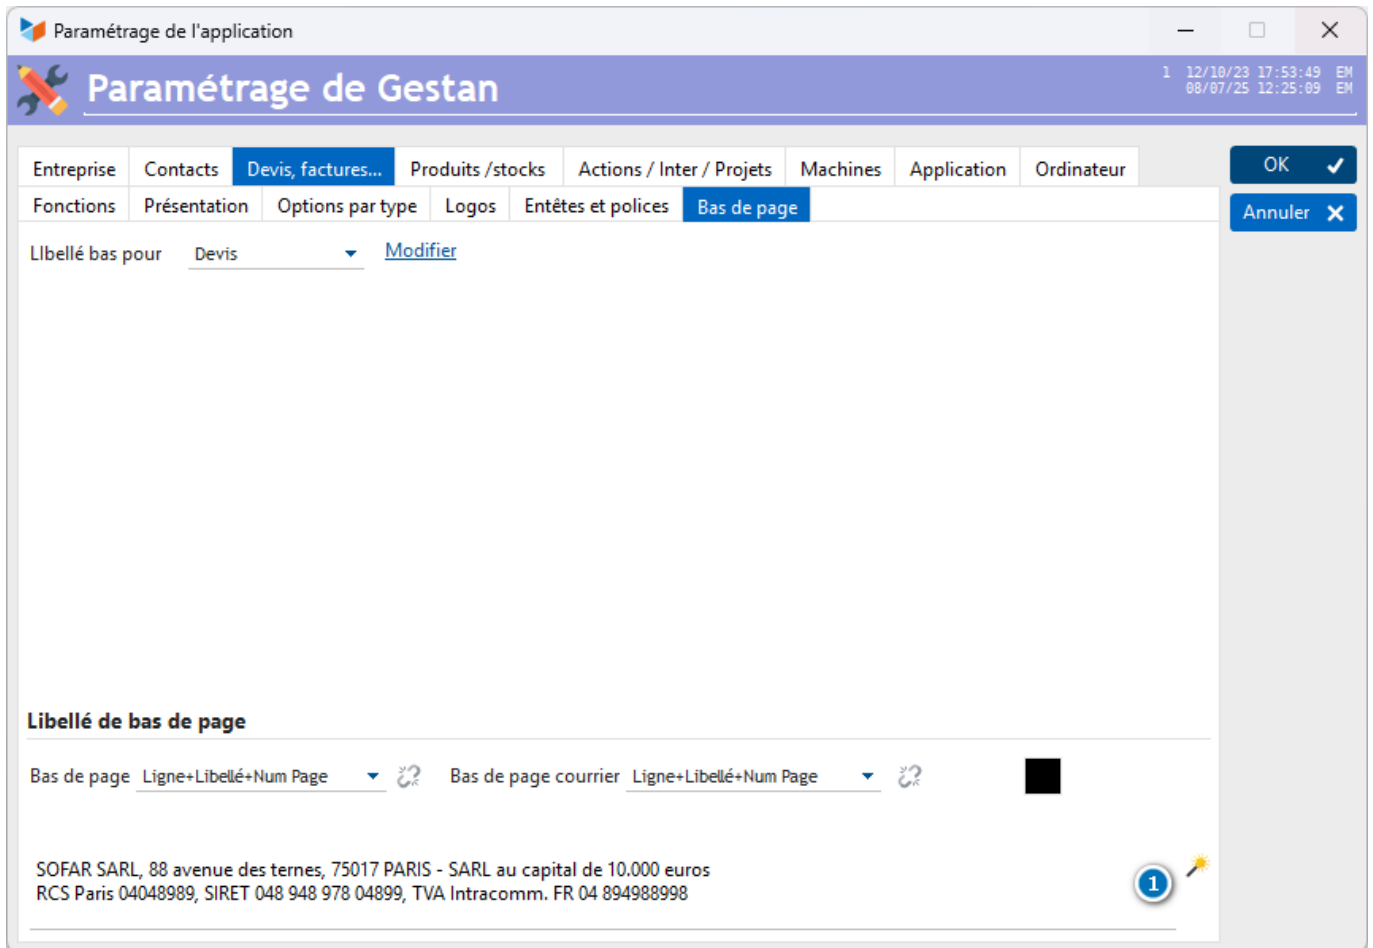 Paramétrage de l'application
Paramétrage de Gestan
1 12/10/23 17:53:49 EM
08/07/25 12:25:09 EM
Entreprise Contacts Devis, factures... Produits /stocks Actions / Inter / Projets Machines Application Ordinateur
OK
Fonctions Présentation Options par type Logos Entêtes et polices Bas de page
Annuler
LIbellé bas pour Devis Modifier
Libellé de bas de page
Bas de page Ligne+Libellé+Num Page Bas de page courrier Ligne+Libellé+Num Page
SOFAR SARL, 88 avenue des ternes, 75017 PARIS - SARL au capital de 10.000 euros
RCS Paris 04048989, SIRET 048 948 978 04899, TVA Intracomm. FR 04 894988998
1